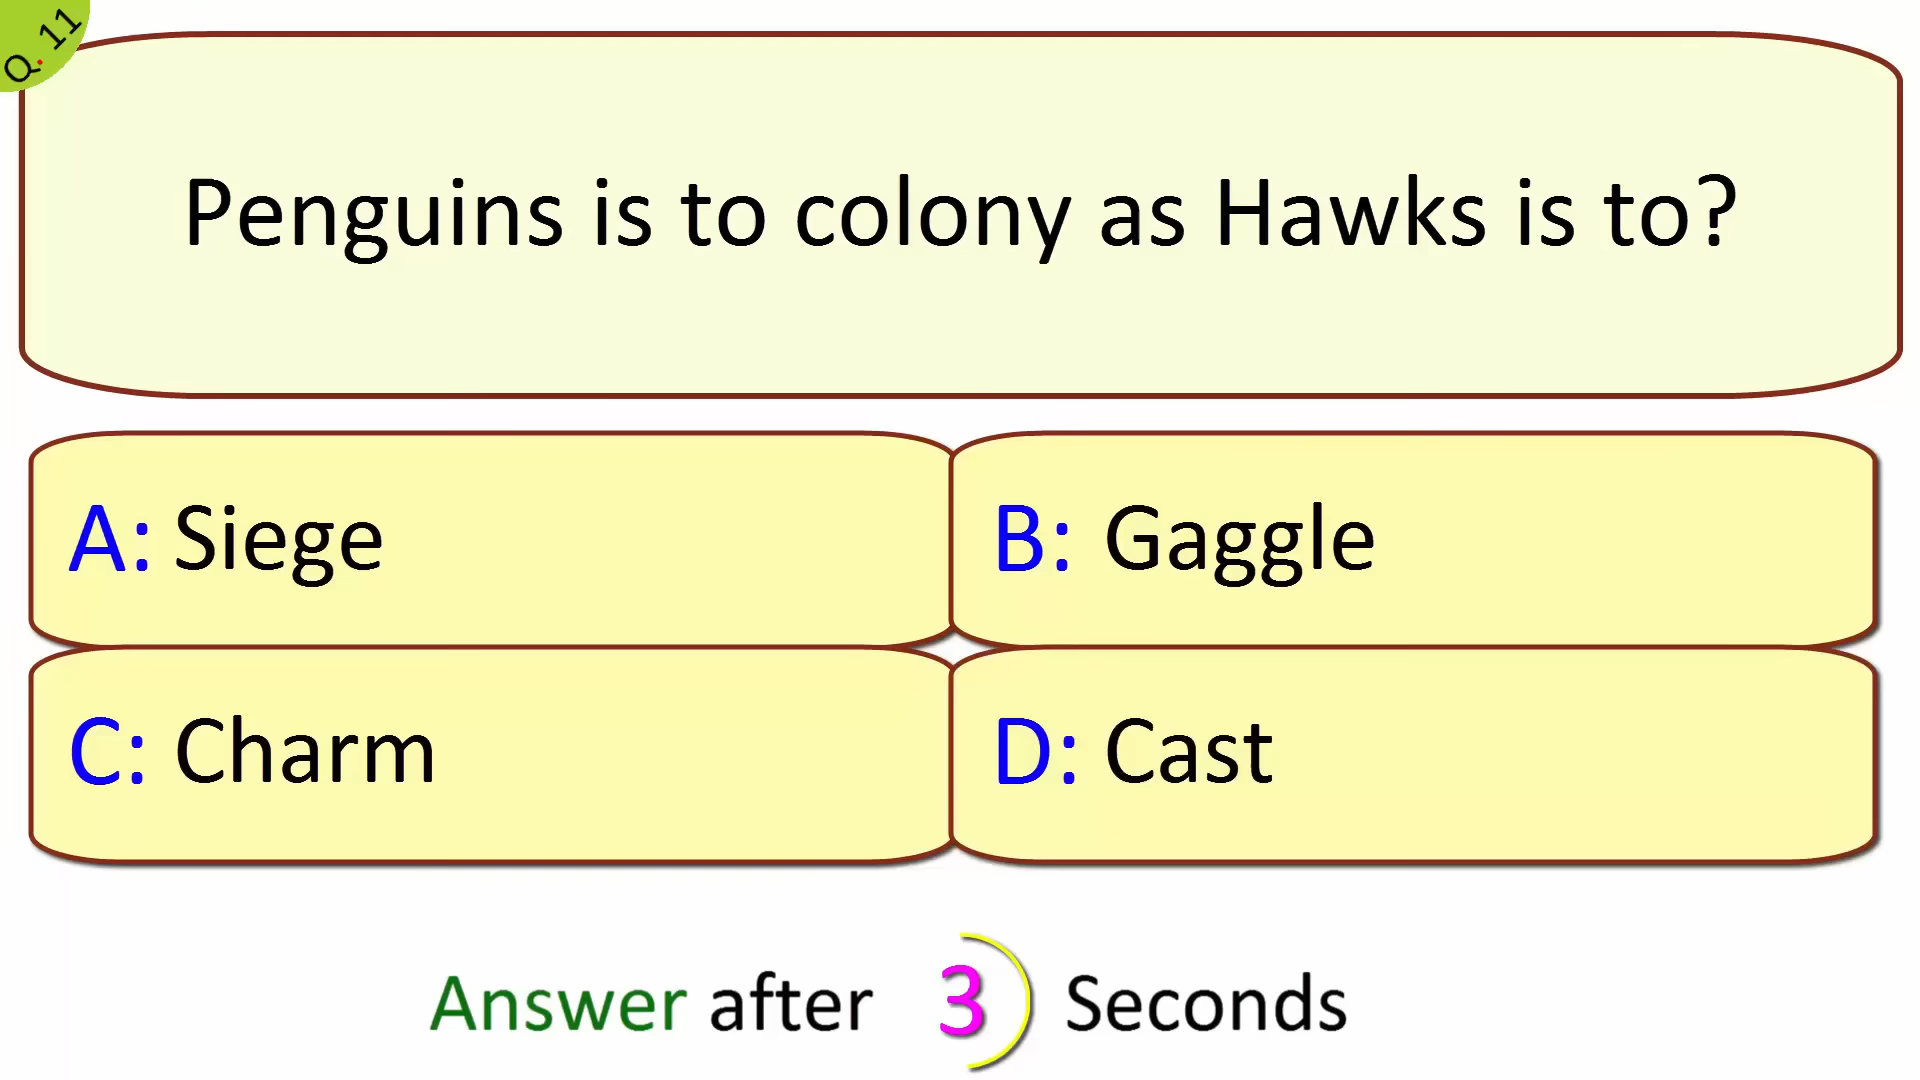 Q. 11
Penguins is to colony as Hawks is to?
A: Siege
B: Gaggle
C: Charm
D: Cast
Answer after 3 Seconds